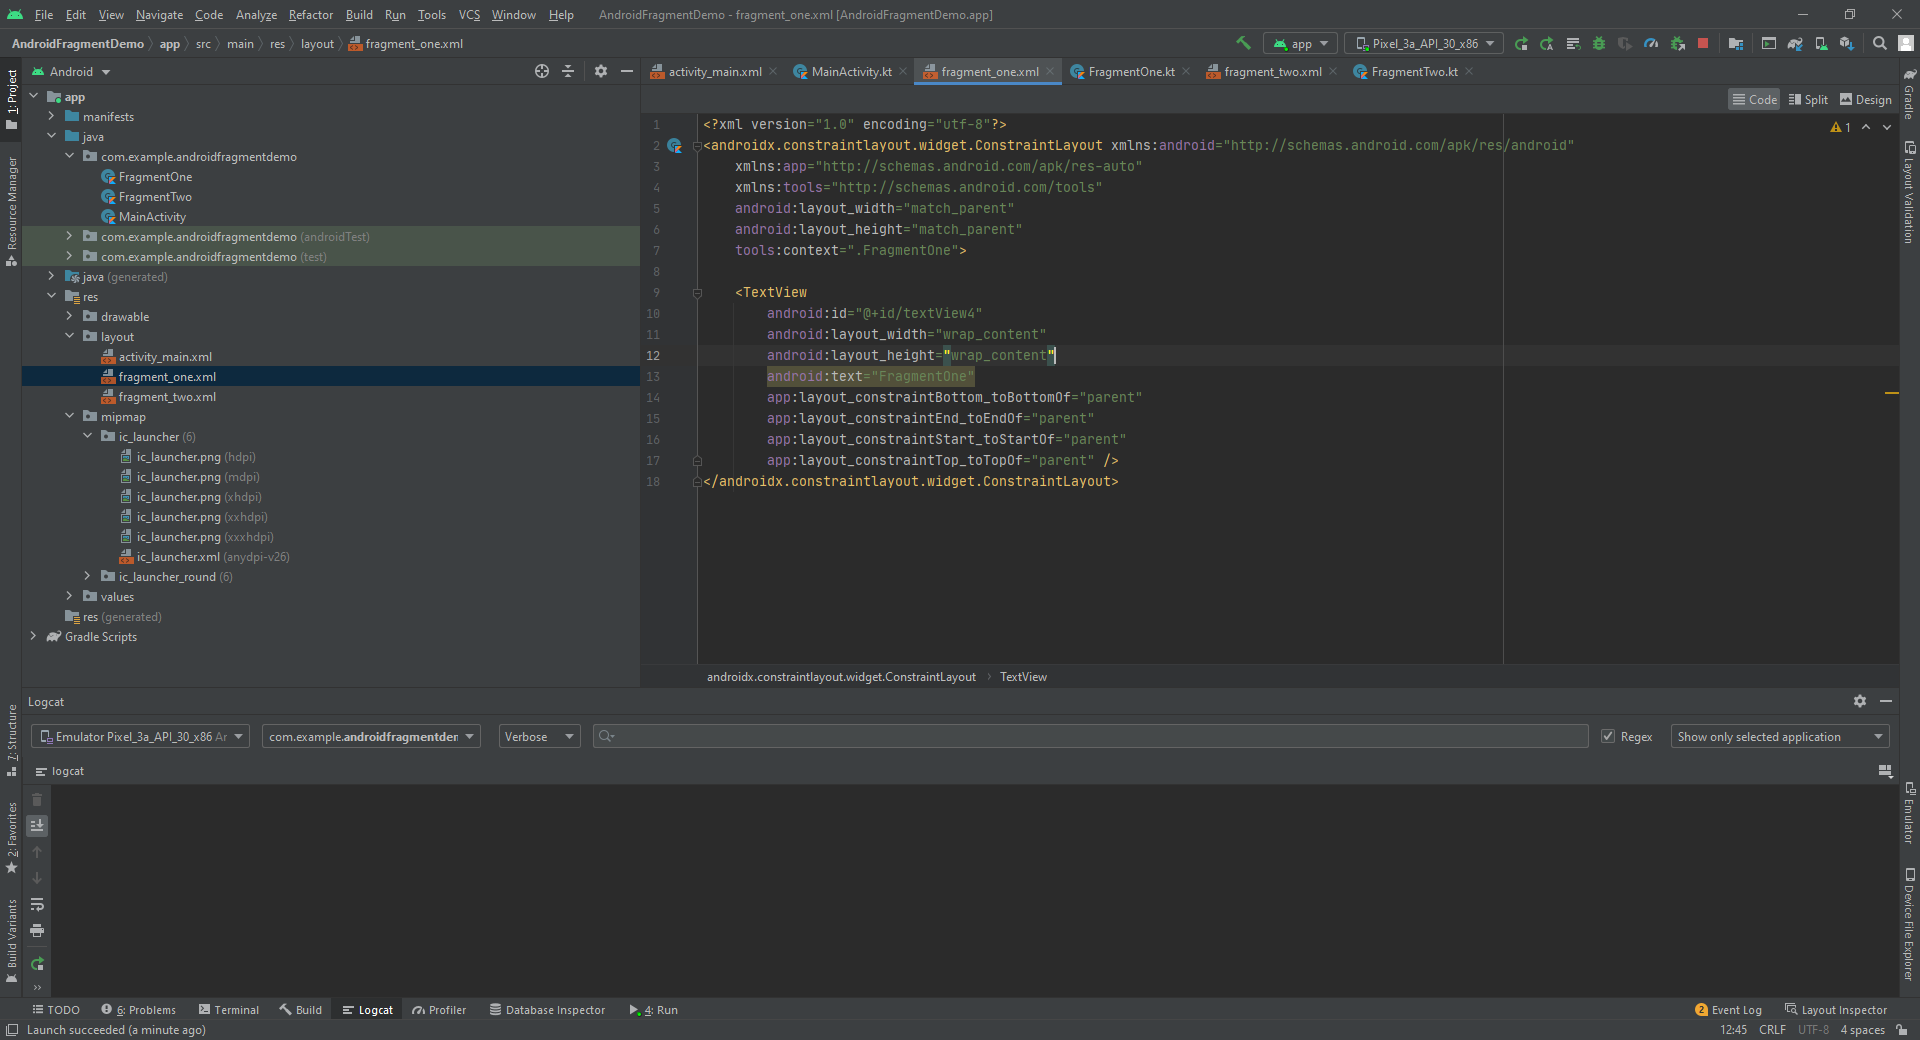 File Edit View Navigate Code Analyze Refactor Build Run Tools VCS Window Help AndroidFragmentDemo - fragment_one.xml [AndroidFragmentDemo.app]
AndroidFragmentDemo app src main res layout fragment_one.xml
app Pixel_3a_API_30_x86
Android
activity_main.xml MainActivity.kt fragment_one.xml FragmentOne.kt fragment_two.xml FragmentTwo.kt
Code Split Design
1: Project
Resource Manager
7: Structure
2: Favorites
Build Variants
app
manifests
java
com.example.androidfragmentdemo
FragmentOne
FragmentTwo
MainActivity
com.example.androidfragmentdemo (androidTest)
com.example.androidfragmentdemo (test)
java (generated)
res
drawable
layout
activity_main.xml
fragment_one.xml
fragment_two.xml
mipmap
ic_launcher (6)
ic_launcher.png (hdpi)
ic_launcher.png (mdpi)
ic_launcher.png (xhdpi)
ic_launcher.png (xxhdpi)
ic_launcher.png (xxxhdpi)
ic_launcher.xml (anydpi-v26)
ic_launcher_round (6)
values
res (generated)
Gradle Scripts
1 <?xml version="1.0" encoding="utf-8"?>
2 <androidx.constraintlayout.widget.ConstraintLayout xmlns:android="http://schemas.android.com/apk/res/android"
3 xmlns:app="http://schemas.android.com/apk/res-auto"
4 xmlns:tools="http://schemas.android.com/tools"
5 android:layout_width="match_parent"
6 android:layout_height="match_parent"
7 tools:context=".FragmentOne">
8
9 <TextView
10 android:id="@+id/textView4"
11 android:layout_width="wrap_content"
12 android:layout_height="wrap_content"
13 android:text="FragmentOne"
14 app:layout_constraintBottom_toBottomOf="parent"
15 app:layout_constraintEnd_toEndOf="parent"
16 app:layout_constraintStart_toStartOf="parent"
17 app:layout_constraintTop_toTopOf="parent" />
18 </androidx.constraintlayout.widget.ConstraintLayout>
1
androidx.constraintlayout.widget.ConstraintLayout TextView
Gradle
Layout Validation
Emulator
Device File Explorer
Logcat
Emulator Pixel_3a_API_30_x86 Ar com.example.androidfragmentder Verbose Regex Show only selected application
logcat
TODO 6: Problems Terminal Build Logcat Profiler Database Inspector 4: Run 2 Event Log Layout Inspector
Launch succeeded (a minute ago) 12:45 CRLF UTF-8 4 spaces